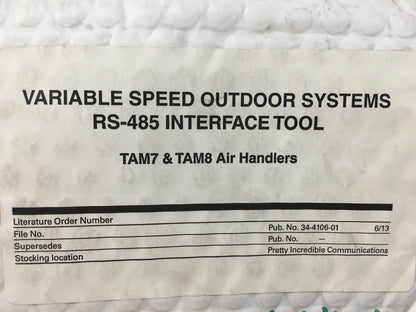 VARIABLE SPEED OUTDOOR SYSTEMS
RS-485 INTERFACE TOOL
TAM7 & TAM8 Air Handlers
Literature Order Number
File No. Pub. No. 34-4106-01 6/13
Supersedes Pub. No. —
Stocking location Pretty Incredible Communications